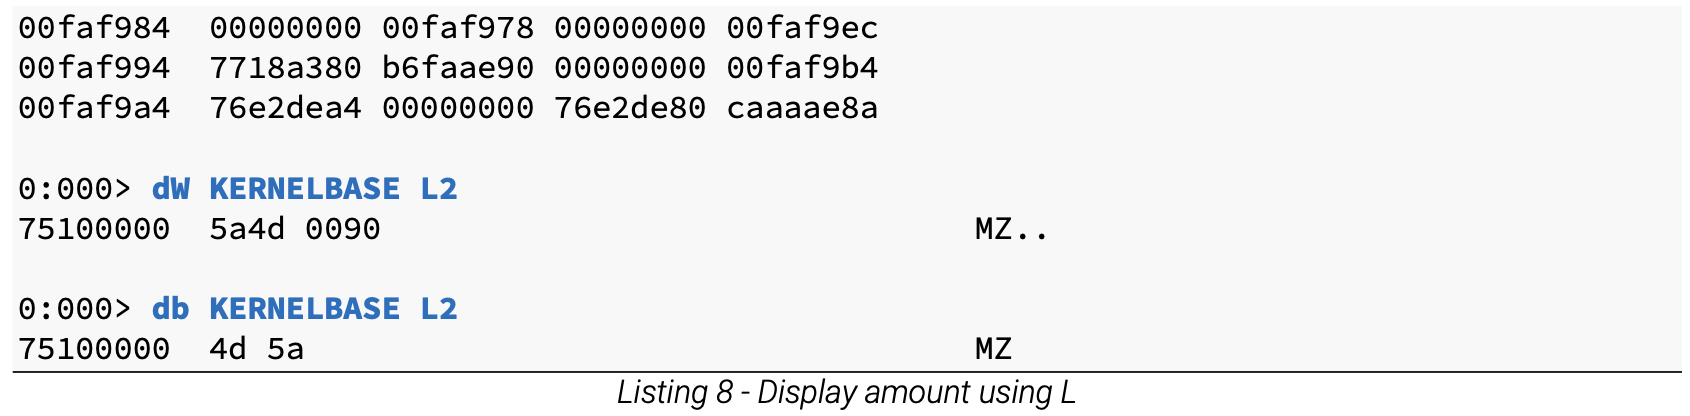 00faf984  00000000 00faf978 00000000 00faf9ec
00faf994  7718a380 b6faae90 00000000 00faf9b4
00faf9a4  76e2dea4 00000000 76e2de80 caaaae8a
0:000> dW KERNELBASE L2
75100000  5a4d 0090                               MZ..
0:000> db KERNELBASE L2
75100000  4d 5a                                   MZ
Listing 8 - Display amount using L